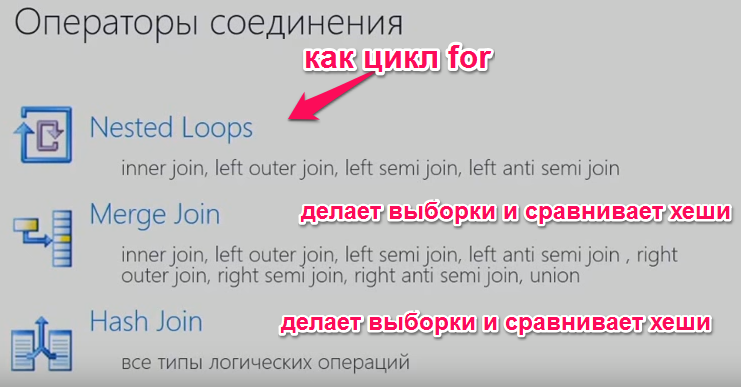 Операторы соединения
как цикл for
Nested Loops
inner join, left outer join, left semi join, left anti semi join
Merge Join
делает выборки и сравнивает хеши
inner join, left outer join, left semi join, left anti semi join , right
outer join, right semi join, right anti semi join, union
Hash Join
делает выборки и сравнивает хеши
все типы логических операций